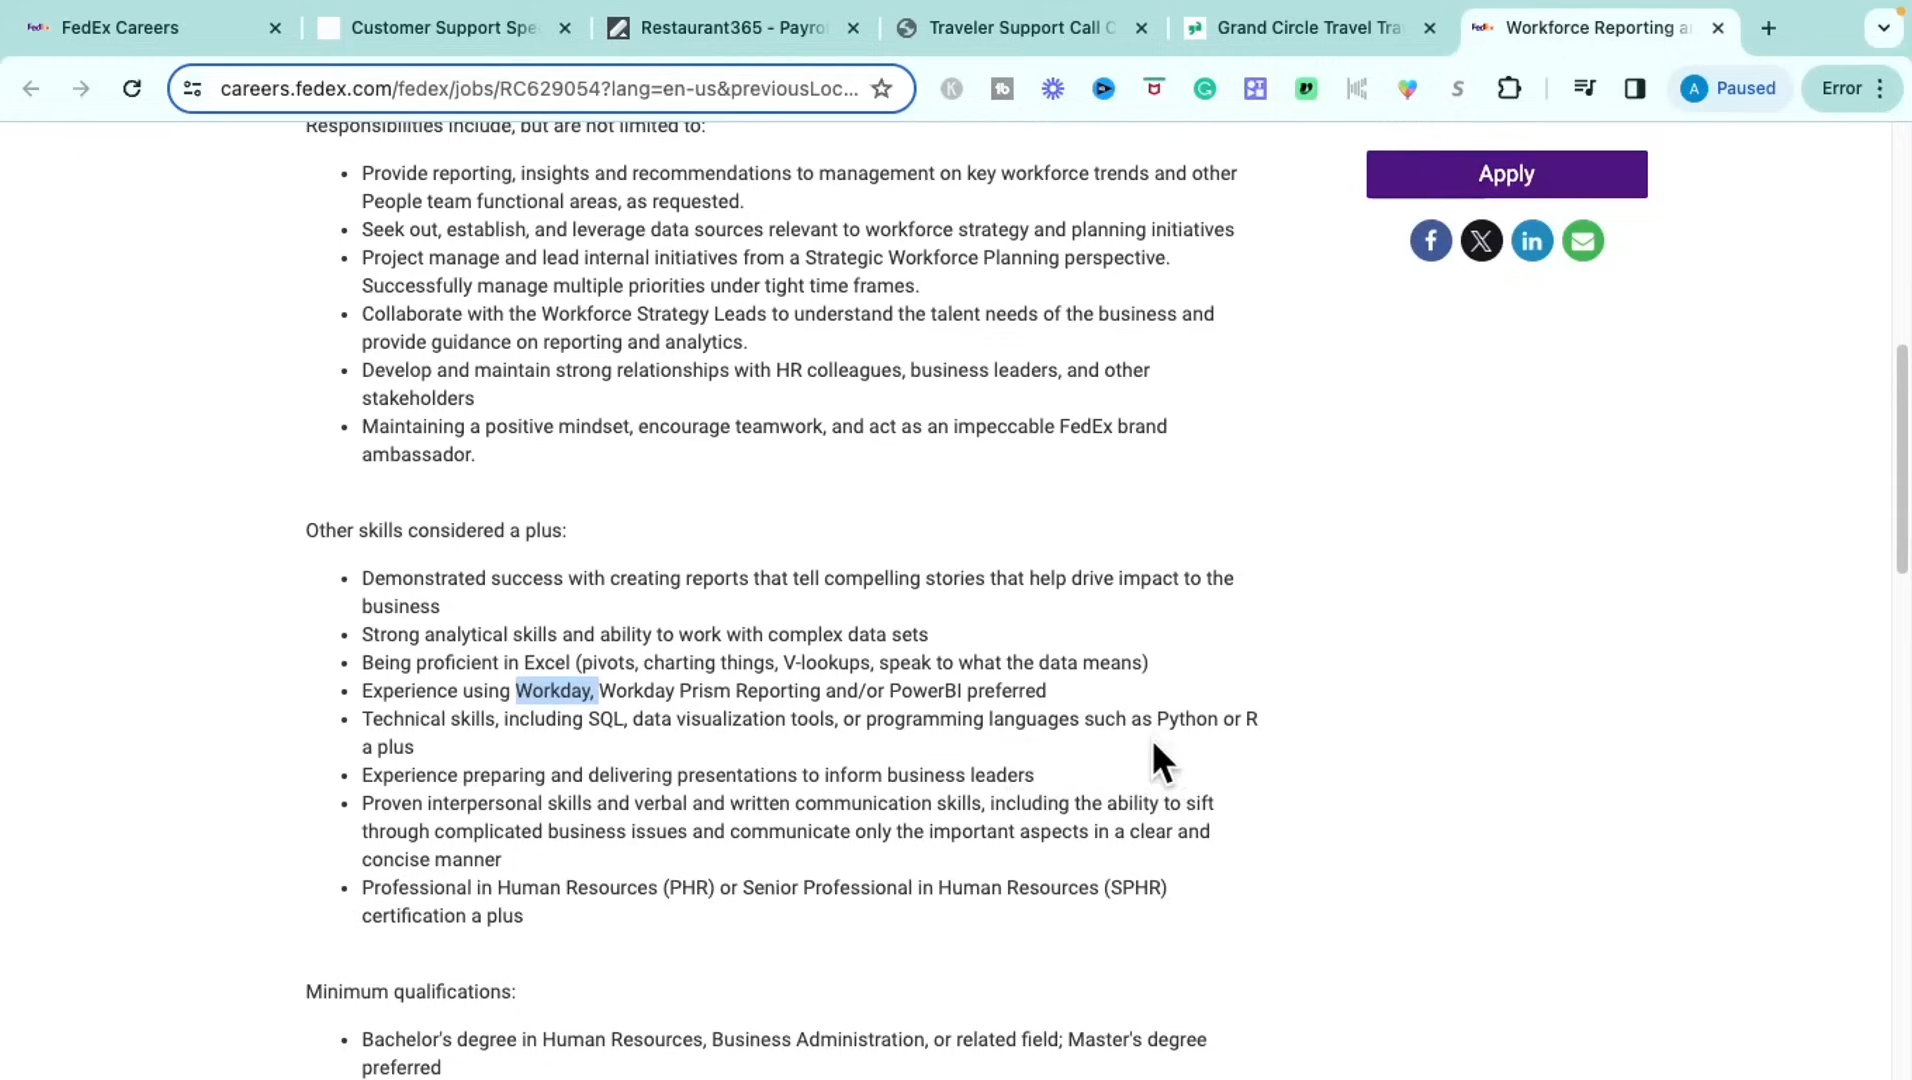 FedEx Careers
Customer Support Spe
Restaurant365 - Payro
Traveler Support Call C
Grand Circle Travel Tra
Workforce Reporting a
careers.fedex.com/fedex/jobs/RC629054?lang=en-us&previousLoc...
Paused
Error
Responsibilities include, but are not limited to:
Apply
• Provide reporting, insights and recommendations to management on key workforce trends and other
People team functional areas, as requested.
• Seek out, establish, and leverage data sources relevant to workforce strategy and planning initiatives
• Project manage and lead internal initiatives from a Strategic Workforce Planning perspective.
Successfully manage multiple priorities under tight time frames.
• Collaborate with the Workforce Strategy Leads to understand the talent needs of the business and
provide guidance on reporting and analytics.
• Develop and maintain strong relationships with HR colleagues, business leaders, and other
stakeholders
• Maintaining a positive mindset, encourage teamwork, and act as an impeccable FedEx brand
ambassador.
Other skills considered a plus:
• Demonstrated success with creating reports that tell compelling stories that help drive impact to the
business
• Strong analytical skills and ability to work with complex data sets
• Being proficient in Excel (pivots, charting things, V-lookups, speak to what the data means)
• Experience using Workday, Workday Prism Reporting and/or PowerBI preferred
• Technical skills, including SQL, data visualization tools, or programming languages such as Python or R
a plus
• Experience preparing and delivering presentations to inform business leaders
• Proven interpersonal skills and verbal and written communication skills, including the ability to sift
through complicated business issues and communicate only the important aspects in a clear and
concise manner
• Professional in Human Resources (PHR) or Senior Professional in Human Resources (SPHR)
certification a plus
Minimum qualifications:
• Bachelor's degree in Human Resources, Business Administration, or related field; Master's degree
preferred